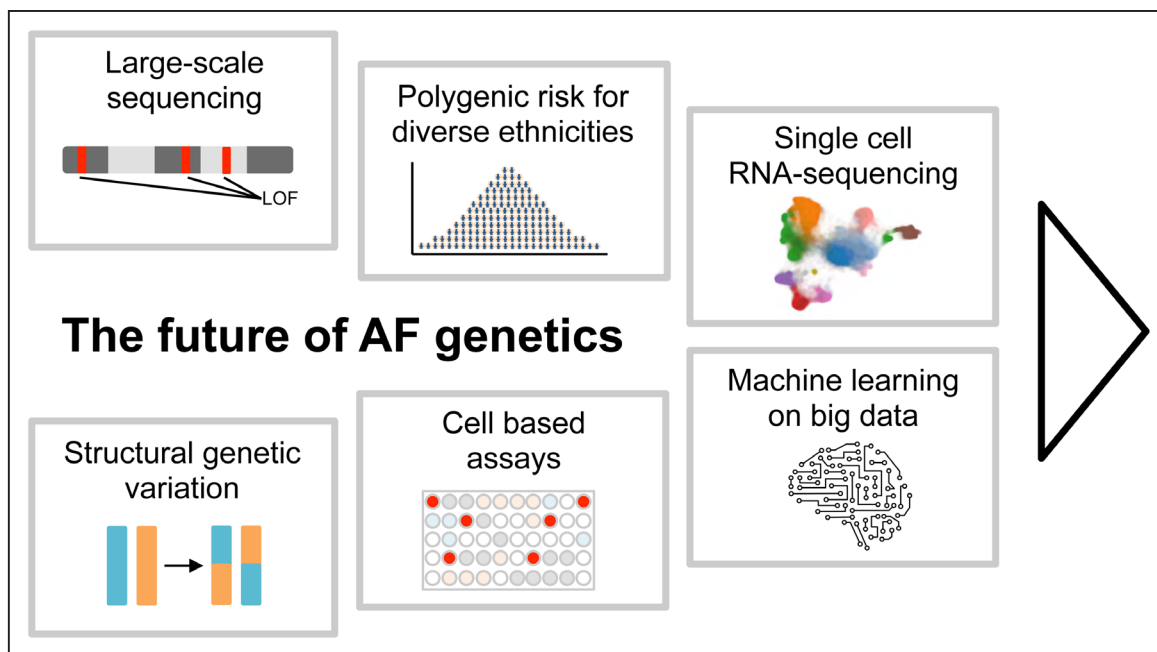 Large-scale
sequencing
LOF
Polygenic risk for
diverse ethnicities
Single cell
RNA-sequencing
The future of AF genetics
Structural genetic
variation
Cell based
assays
Machine learning
on big data